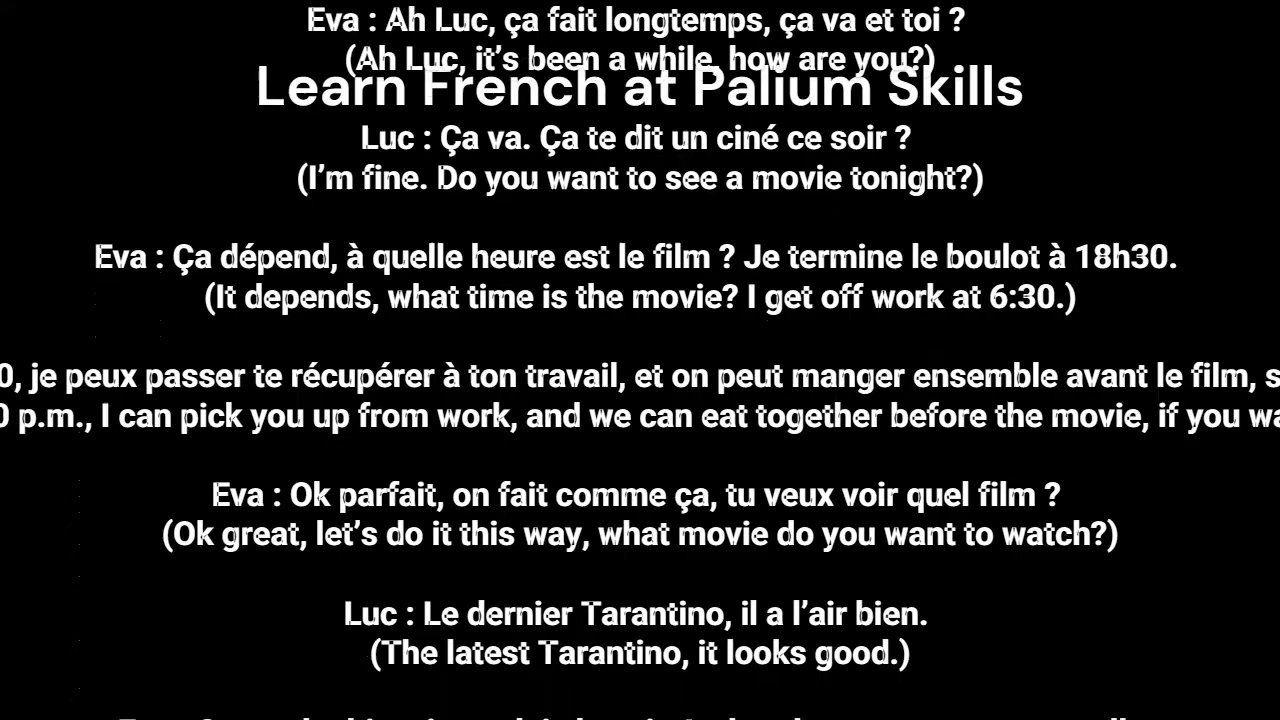 Eva : Ah Luc, ça fait longtemps, ça va et toi ?
(Ah Luc, it’s been a while, how are you?)
Learn French at Palium Skills
Luc : Ça va. Ça te dit un ciné ce soir ?
(I’m fine. Do you want to see a movie tonight?)
Eva : Ça dépend, à quelle heure est le film ? Je termine le boulot à 18h30.
(It depends, what time is the movie? I get off work at 6:30.)
0, je peux passer te récupérer à ton travail, et on peut manger ensemble avant le film, s
0 p.m., I can pick you up from work, and we can eat together before the movie, if you wa
Eva : Ok parfait, on fait comme ça, tu veux voir quel film ?
(Ok great, let’s do it this way, what movie do you want to watch?)
Luc : Le dernier Tarantino, il a l’air bien.
(The latest Tarantino, it looks good.)